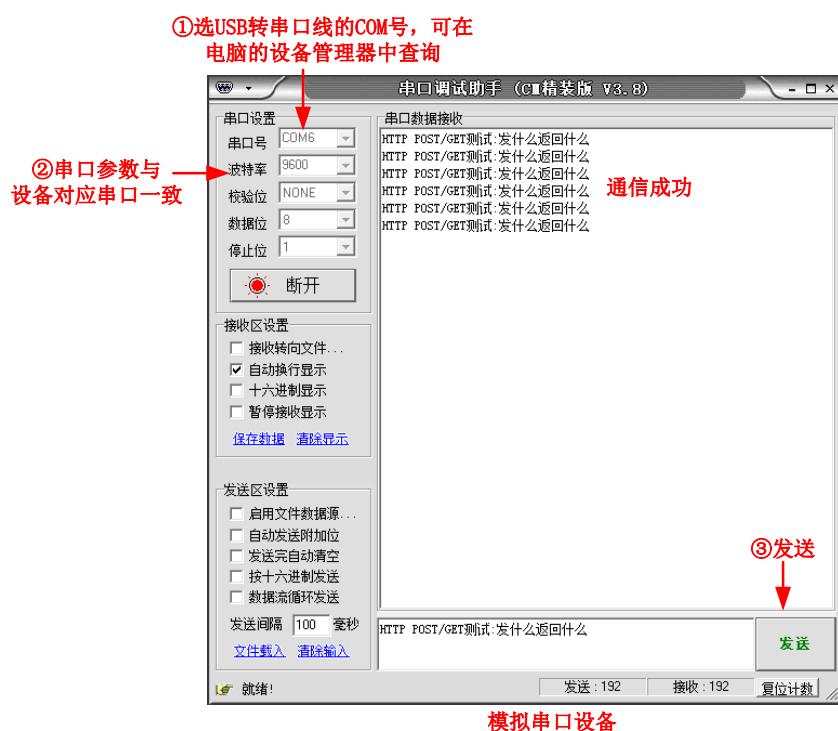 ①选USB转串口线的COM号，可在
电脑的设备管理器中查询
串口调试助手 (CM精装版 V3.8)
串口设置
串口号 COM6
波特率 9600
校验位 NONE
数据位 8
停止位 1
断开
②串口参数与
设备对应串口一致
接收区设置
接收转向文件...
自动换行显示
十六进制显示
暂停接收显示
保存数据 清除显示
发送区设置
启用文件数据源...
自动发送附加位
发送完自动清空
按十六进制发送
数据流循环发送
发送间隔 100 毫秒
文件载入 清除输入
串口数据接收
HTTP POST/GET测试:发什么返回什么
HTTP POST/GET测试:发什么返回什么
HTTP POST/GET测试:发什么返回什么
HTTP POST/GET测试:发什么返回什么
HTTP POST/GET测试:发什么返回什么
HTTP POST/GET测试:发什么返回什么
通信成功
③发送
HTTP POST/GET测试:发什么返回什么
发送
就绪!
发送:192
接收:192
复位计数
模拟串口设备